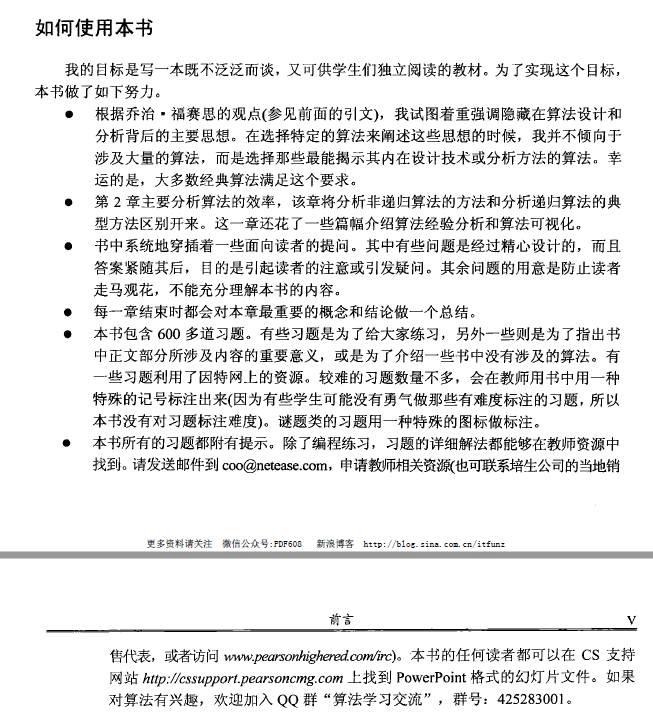 如何使用本书
我的目标是写一本既不泛泛而谈，又可供学生们独立阅读的教材。为了实现这个目标，
本书做了如下努力。
● 根据乔治·福赛思的观点(参见前面的引文)，我试图着重强调隐藏在算法设计和
分析背后的主要思想。在选择特定的算法来阐述这些思想的时候，我并不倾向于
涉及大量的算法，而是选择那些最能揭示其内在设计技术或分析方法的算法。幸
运的是，大多数经典算法满足这个要求。
● 第 2 章主要分析算法的效率，该章将分析非递归算法的方法和分析递归算法的典
型方法区别开来。这一章还花了一些篇幅介绍算法经验分析和算法可视化。
● 书中系统地穿插着一些面向读者的提问。其中有些问题是经过精心设计的，而且
答案紧随其后，目的是引起读者的注意或引发疑问。其余问题的用意是防止读者
走马观花，不能充分理解本书的内容。
● 每一章结束时都会对本章最重要的概念和结论做一个总结。
● 本书包含 600 多道习题。有些习题是为了给大家练习，另外一些则是为了指出书
中正文部分所涉及内容的重要意义，或是为了介绍一些书中没有涉及的算法。有
一些习题利用了因特网上的资源。较难的习题数量不多，会在教师用书中用一种
特殊的记号标注出来(因为有些学生可能没有勇气做那些有难度标注的习题，所以
本书没有对习题标注难度)。谜题类的习题用一种特殊的图标做标注。
● 本书所有的习题都附有提示。除了编程练习，习题的详细解法都能够在教师资源中
找到。请发送邮件到 coo@netease.com，申请教师相关资源(也可联系培生公司的当地销
更多资料请关注 微信公众号:PDF608 新浪博客 http://blog.sina.com.cn/itfunz
前言 V
售代表，或者访问 www.pearsonhighered.com/irc)。本书的任何读者都可以在 CS 支持
网站 http://cssupport.pearsoncmg.com 上找到 PowerPoint 格式的幻灯片文件。如果
对算法有兴趣，欢迎加入 QQ 群“算法学习交流”，群号：425283001。